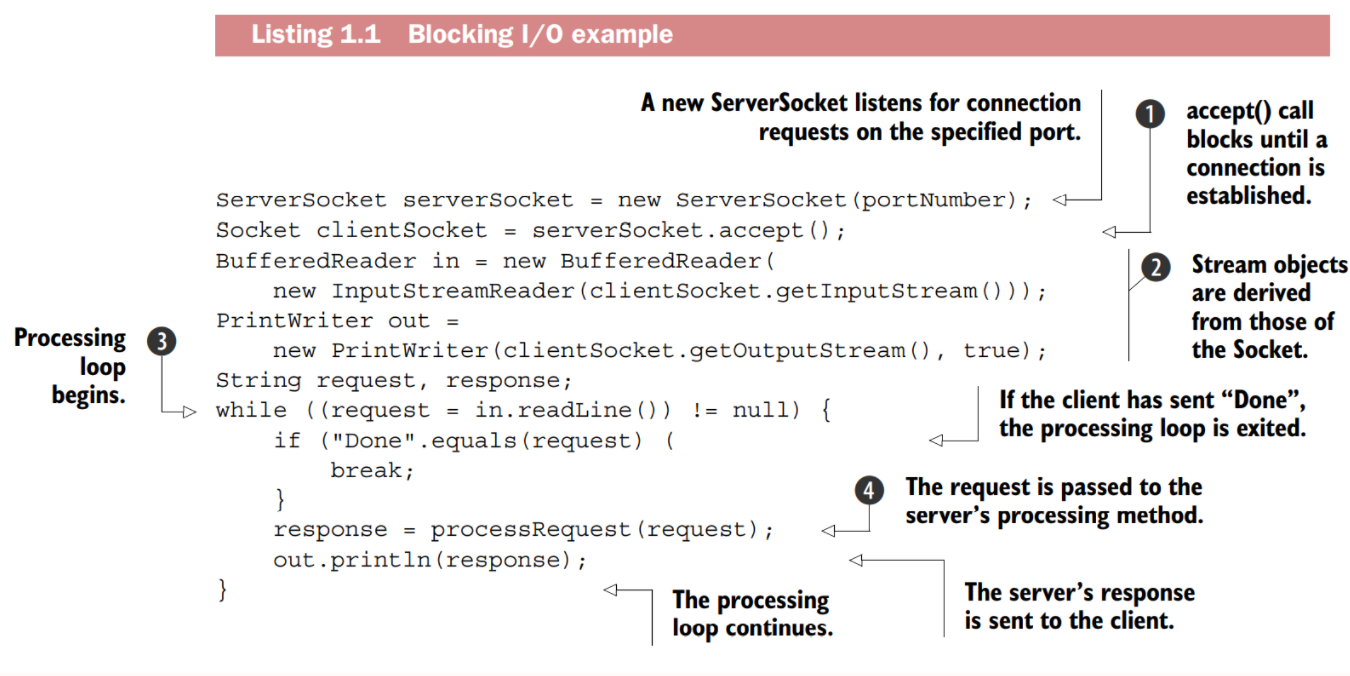 Listing 1.1 Blocking I/O example
A new ServerSocket listens for connection
requests on the specified port.
1 accept() call
blocks until a
connection is
established.
ServerSocket serverSocket = new ServerSocket(portNumber);
Socket clientSocket = serverSocket.accept();
BufferedReader in = new BufferedReader(
    new InputStreamReader(clientSocket.getInputStream()));
PrintWriter out =
    new PrintWriter(clientSocket.getOutputStream(), true);
2 Stream objects
are derived
from those of
the Socket.
Processing
loop
begins.
3
String request, response;
while ((request = in.readLine()) != null) {
    if ("Done".equals(request) (
        break;
    }
    response = processRequest(request);
    out.println(response);
}
If the client has sent “Done”,
the processing loop is exited.
4 The request is passed to the
server’s processing method.
The server’s response
is sent to the client.
The processing
loop continues.